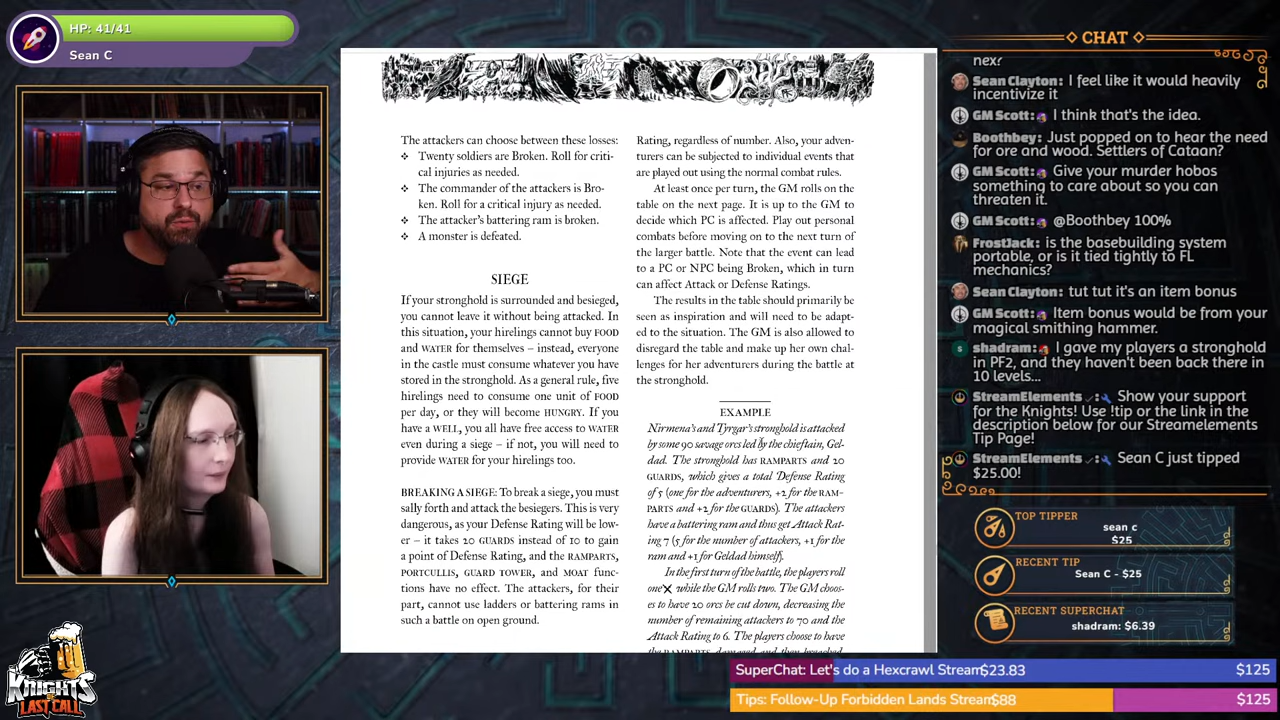 HP: 41/41
Sean C
The attackers can choose between these losses:
❖ Twenty soldiers are Broken. Roll for criti-
cal injuries as needed.
❖ The commander of the attackers is Bro-
ken. Roll for a critical injury as needed.
❖ The attacker's battering ram is broken.
❖ A monster is defeated.
SIEGE
If your stronghold is surrounded and besieged,
you cannot leave it without being attacked. In
this situation, your hirelings cannot buy FOOD
and WATER for themselves – instead, everyone
in the castle must consume whatever you have
stored in the stronghold. As a general rule, five
hirelings need to consume one unit of FOOD
per day, or they will become HUNGRY. If you
have a WELL, you all have free access to WATER
even during a siege – if not, you will need to
provide WATER for your hirelings too.
BREAKING A SIEGE: To break a siege, you must
sally forth and attack the besiegers. This is very
dangerous, as your Defense Rating will be low-
er – it takes 20 GUARDS instead of 10 to gain
a point of Defense Rating, and the RAMPARTS,
PORTCULLIS, GUARD TOWER, and MOAT func-
tions have no effect. The attackers, for their
part, cannot use ladders or battering rams in
such a battle on open ground.
Rating, regardless of number. Also, your adven-
turers can be subjected to individual events that
are played out using the normal combat rules.
At least once per turn, the GM rolls on the
table on the next page. It is up to the GM to
decide which PC is affected. Play out personal
combats before moving on to the next turn of
the larger battle. Note that the event can lead
to a PC or NPC being Broken, which in turn
can affect Attack or Defense Ratings.
The results in the table should primarily be
seen as inspiration and will need to be adapt-
ed to the situation. The GM is also allowed to
disregard the table and make up her own chal-
lenges for her adventurers during the battle at
the stronghold.
EXAMPLE
Nirmena's and Tyrgar's stronghold is attacked
by some 90 savage orcs led by the chieftain, Gel-
dad. The stronghold has RAMPARTS and 20
GUARDS, which gives a total Defense Rating
of 5 (one for the adventurers, +2 for the RAM-
PARTS and +2 for the GUARDS). The attackers
have a battering ram and thus get Attack Rat-
ing 7 (5 for the number of attackers, +1 for the
ram and +1 for Geldad himself).
In the first turn of the battle, the players roll
one X while the GM rolls two. The GM choos-
es to have 20 orcs be cut down, decreasing the
number of remaining attackers to 70 and the
Attack Rating to 6. The players choose to have
the RAMPARTS damaged and then breached,
CHAT
nex?
Sean Clayton: I feel like it would heavily
incentivize it
GM Scott: I think that's the idea.
Boothbey: Just popped on to hear the need
for ore and wood. Settlers of Cataan?
GM Scott: Give your murder hobos
something to care about so you can
threaten it.
GM Scott: @Boothbey 100%
FrostJack: is the basebuilding system
portable, or is it tied tightly to FL
mechanics?
Sean Clayton: tut tut it's an item bonus
GM Scott: Item bonus would be from your
magical smithing hammer.
shadram: I gave my players a stronghold
in PF2, and they haven't been back there in
10 levels...
StreamElements: Show your support
for the Knights! Use !tip or the link in the
description below for our Streamelements
Tip Page!
StreamElements: Sean C just tipped
$25.00!
TOP TIPPER
sean c
$25
RECENT TIP
Sean C - $25
RECENT SUPERCHAT
shadram: $6.39
SuperChat: Let's do a Hexcrawl Stream $23.83 $125
Tips: Follow-Up Forbidden Lands Stream $88 $125
KNIGHTS
OF
LAST CALL